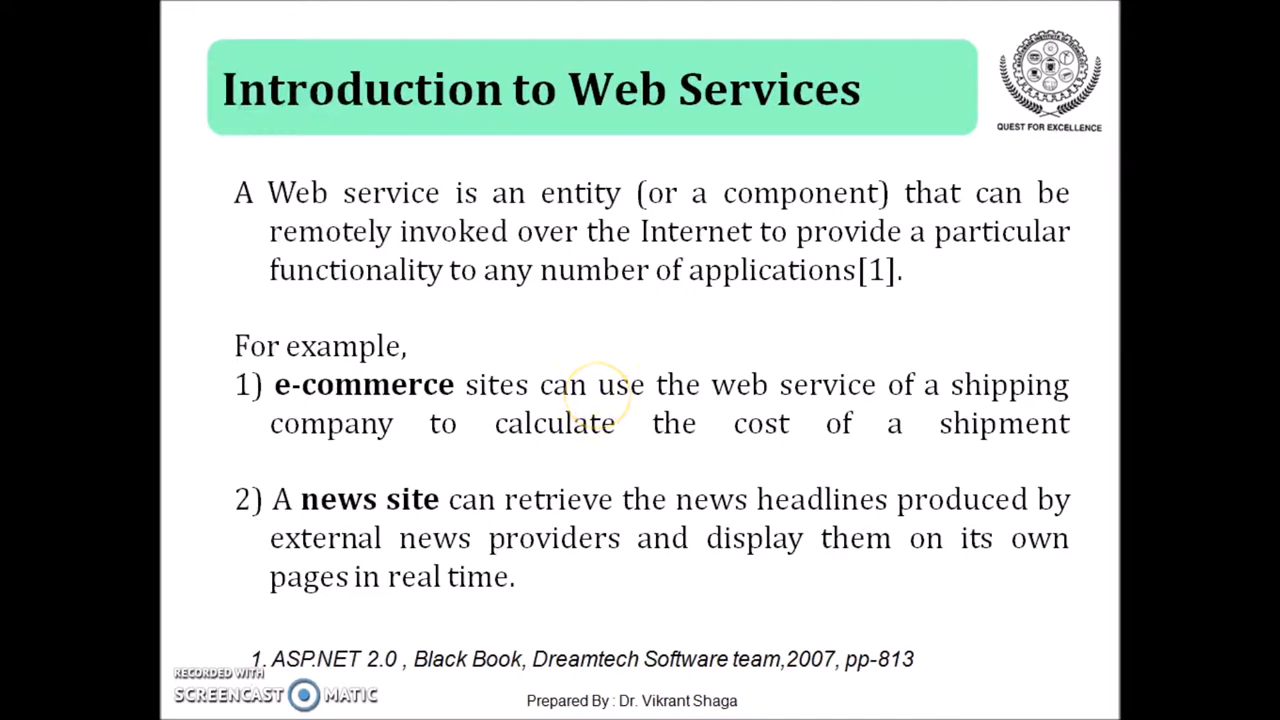 Introduction to Web Services
QUEST FOR EXCELLENCE
A Web service is an entity (or a component) that can be
remotely invoked over the Internet to provide a particular
functionality to any number of applications[1].
For example,
1) e-commerce sites can use the web service of a shipping
company to calculate the cost of a shipment
2) A news site can retrieve the news headlines produced by
external news providers and display them on its own
pages in real time.
1. ASP.NET 2.0 , Black Book, Dreamtech Software team,2007, pp-813
RECORDED WITH
SCREENCAST MATIC
Prepared By : Dr. Vikrant Shaga